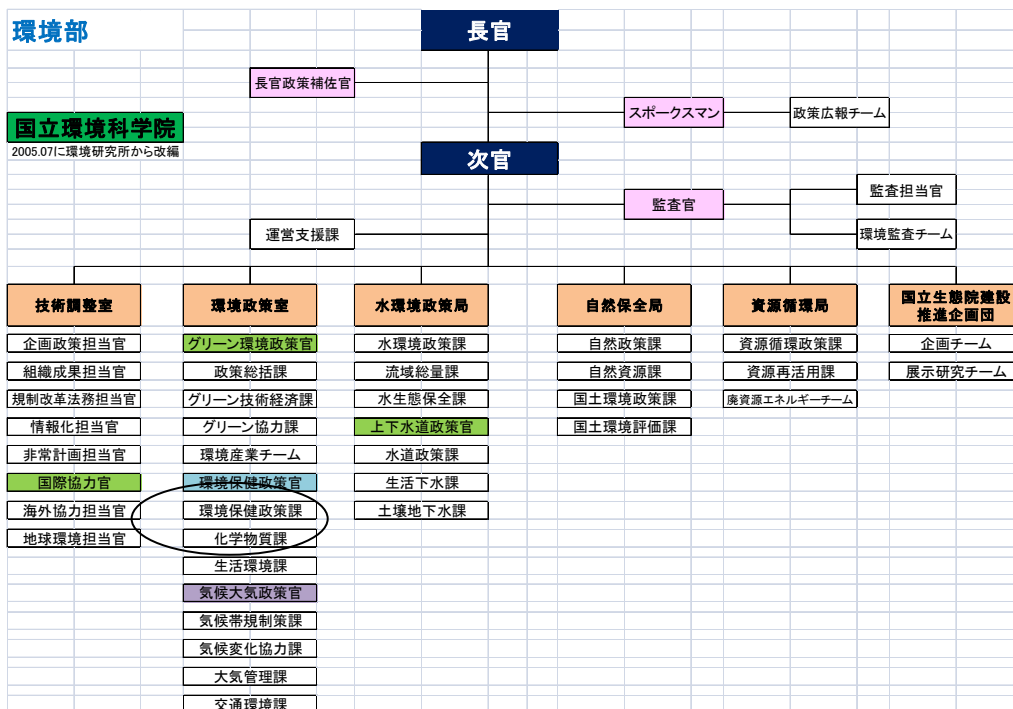 環境部
長官
長官政策補佐官
スポークスマン
政策広報チーム
国立環境科学院
2005.07に環境研究所から改編
次官
監査官
監査担当官
運営支援課
環境監査チーム
技術調整室
企画政策担当官
組織成果担当官
規制改革法務担当官
情報化担当官
非常計画担当官
国際協力官
海外協力担当官
地球環境担当官
環境政策室
グリーン環境政策官
政策総括課
グリーン技術経済課
グリーン協力課
環境産業チーム
環境保健政策官
環境保健政策課
化学物質課
生活環境課
気候大気政策官
気候帯規制策課
気候変化協力課
大気管理課
交通環境課
水環境政策局
水環境政策課
流域総量課
水生態保全課
上下水道政策官
水道政策課
生活下水課
土壌地下水課
自然保全局
自然政策課
自然資源課
国土環境政策課
国土環境評価課
資源循環局
資源循環政策課
資源再活用課
廃資源エネルギーチーム
国立生態院建設
推進企画団
企画チーム
展示研究チーム